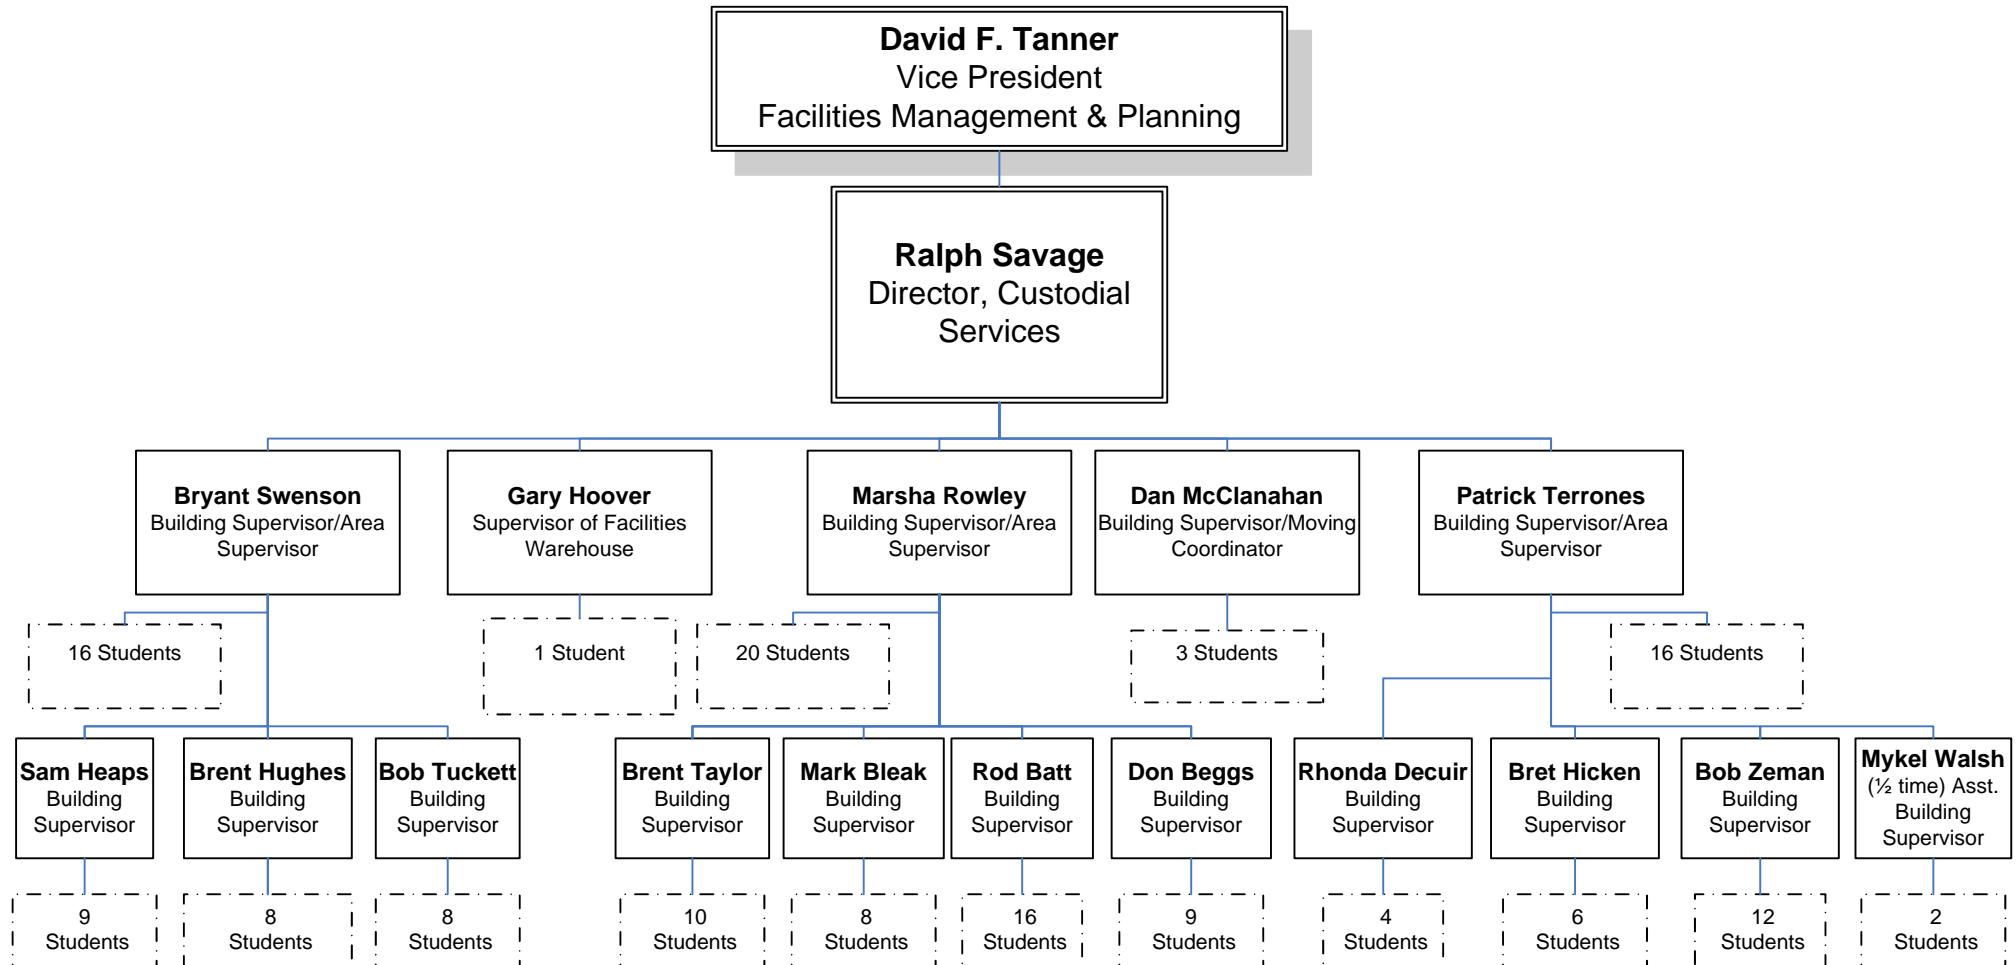 David F. Tanner
Vice President
Facilities Management & Planning
Ralph Savage
Director, Custodial
Services
Bryant Swenson
Building Supervisor/Area
Supervisor
Gary Hoover
Supervisor of Facilities
Warehouse
Marsha Rowley
Building Supervisor/Area
Supervisor
Dan McClanahan
Building Supervisor/Moving
Coordinator
Patrick Terrones
Building Supervisor/Area
Supervisor
16 Students
1 Student
20 Students
3 Students
16 Students
Sam Heaps
Building
Supervisor
Brent Hughes
Building
Supervisor
Bob Tuckett
Building
Supervisor
Brent Taylor
Building
Supervisor
Mark Bleak
Building
Supervisor
Rod Batt
Building
Supervisor
Don Beggs
Building
Supervisor
Rhonda Decuir
Building
Supervisor
Bret Hicken
Building
Supervisor
Bob Zeman
Building
Supervisor
Mykel Walsh
(½ time) Asst.
Building
Supervisor
9
Students
8
Students
8
Students
10
Students
8
Students
16
Students
9
Students
4
Students
6
Students
12
Students
2
Students